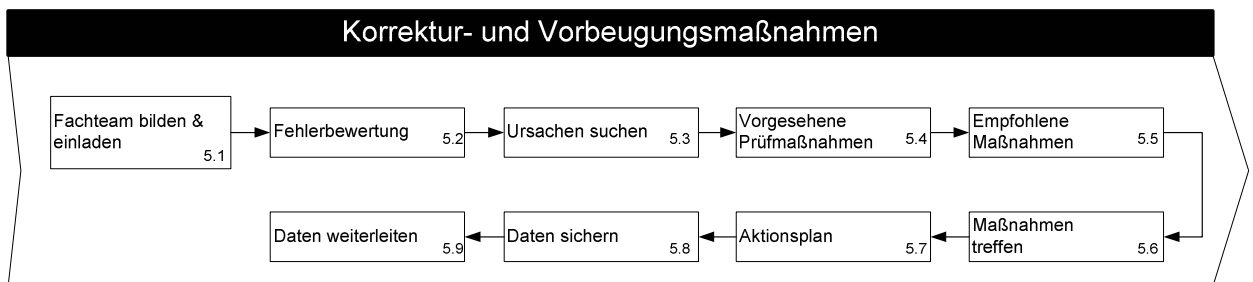 Korrektur- und Vorbeugungsmaßnahmen
Fachteam bilden &
einladen
5.1
Fehlerbewertung 5.2
Ursachen suchen 5.3
Vorgesehene
Prüfmaßnahmen 5.4
Empfohlene
Maßnahmen 5.5
Maßnahmen
treffen 5.6
Aktionsplan 5.7
Daten sichern 5.8
Daten weiterleiten 5.9